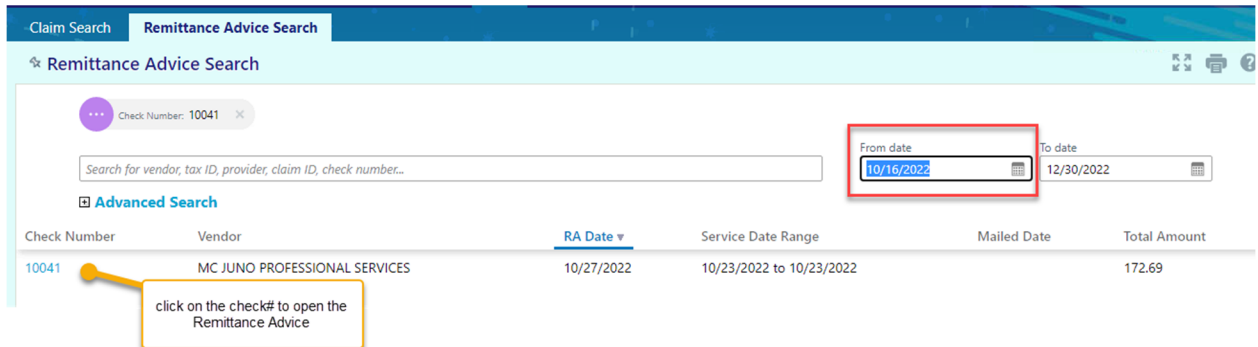 Claim Search Remittance Advice Search
Remittance Advice Search
Check Number: 10041
From date To date
Search for vendor, tax ID, provider, claim ID, check number... 10/16/2022 12/30/2022
Advanced Search
Check Number Vendor RA Date Service Date Range Mailed Date Total Amount
10041 MC JUNO PROFESSIONAL SERVICES 10/27/2022 10/23/2022 to 10/23/2022 172.69
click on the check# to open the
Remittance Advice